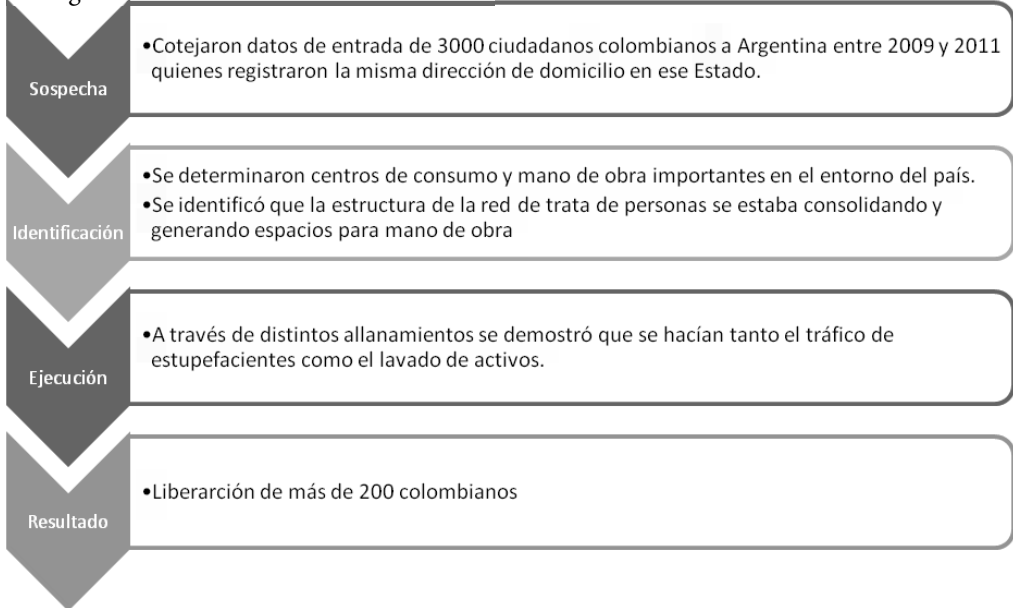 Sospecha
•Cotejaron datos de entrada de 3000 ciudadanos colombianos a Argentina entre 2009 y 2011
quienes registraron la misma dirección de domicilio en ese Estado.
Identificación
•Se determinaron centros de consumo y mano de obra importantes en el entorno del país.
•Se identificó que la estructura de la red de trata de personas se estaba consolidando y
generando espacios para mano de obra
Ejecución
•A través de distintos allanamientos se demostró que se hacían tanto el tráfico de
estupefacientes como el lavado de activos.
Resultado
•Liberarción de más de 200 colombianos